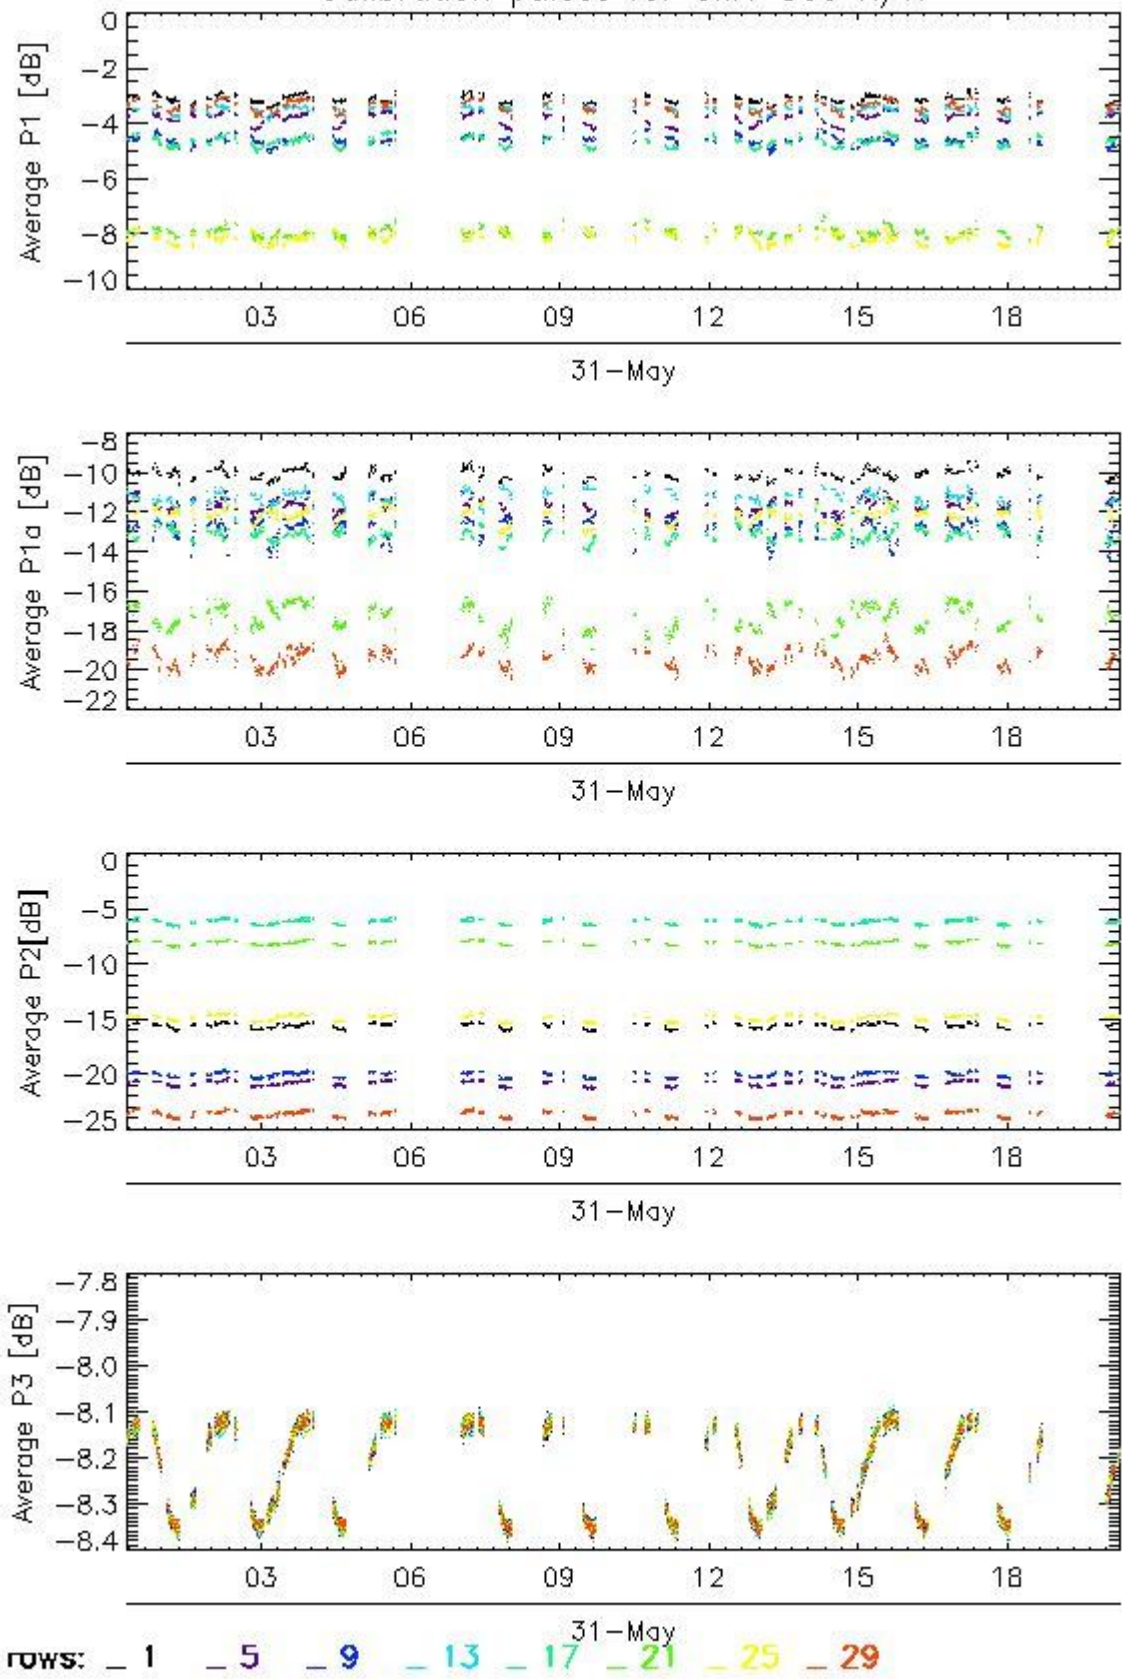 0
-2
-4
-6
-8
-10
Average P1 [dB]
03 06 09 12 15 18
31-May
-8
-10
-12
-14
-16
-18
-20
-22
Average P1a [dB]
03 06 09 12 15 18
31-May
0
-5
-10
-15
-20
-25
Average P2[dB]
03 06 09 12 15 18
31-May
-7.8
-7.9
-8.0
-8.1
-8.2
-8.3
-8.4
Average P3 [dB]
03 06 09 12 15 18
31-May
rows: _ 1 _ 5 _ 9 _ 13 _ 17 _ 21 _ 25 _ 29